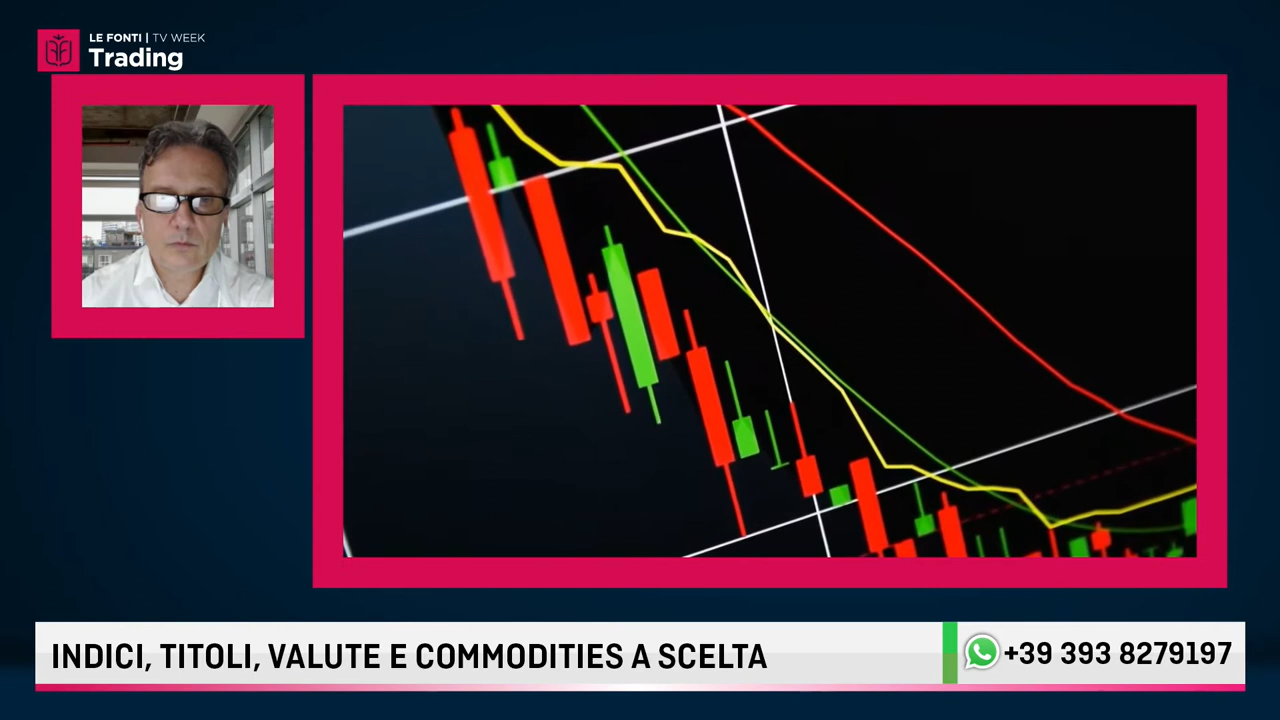 LE FONTI | TV WEEK
Trading
INDICI, TITOLI, VALUTE E COMMODITIES A SCELTA
+39 393 8279197